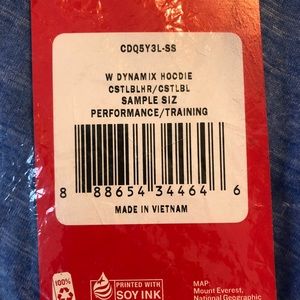 CDQ5Y3L-SS
W DYNAMIX HOODIE
CSTLBLHR/CSTLBL
SAMPLE SIZ
PERFORMANCE/TRAINING
8 88654 34464 6
MADE IN VIETNAM
100%
PRINTED WITH
SOY INK
MAP:
Mount Everest,
National Geographic